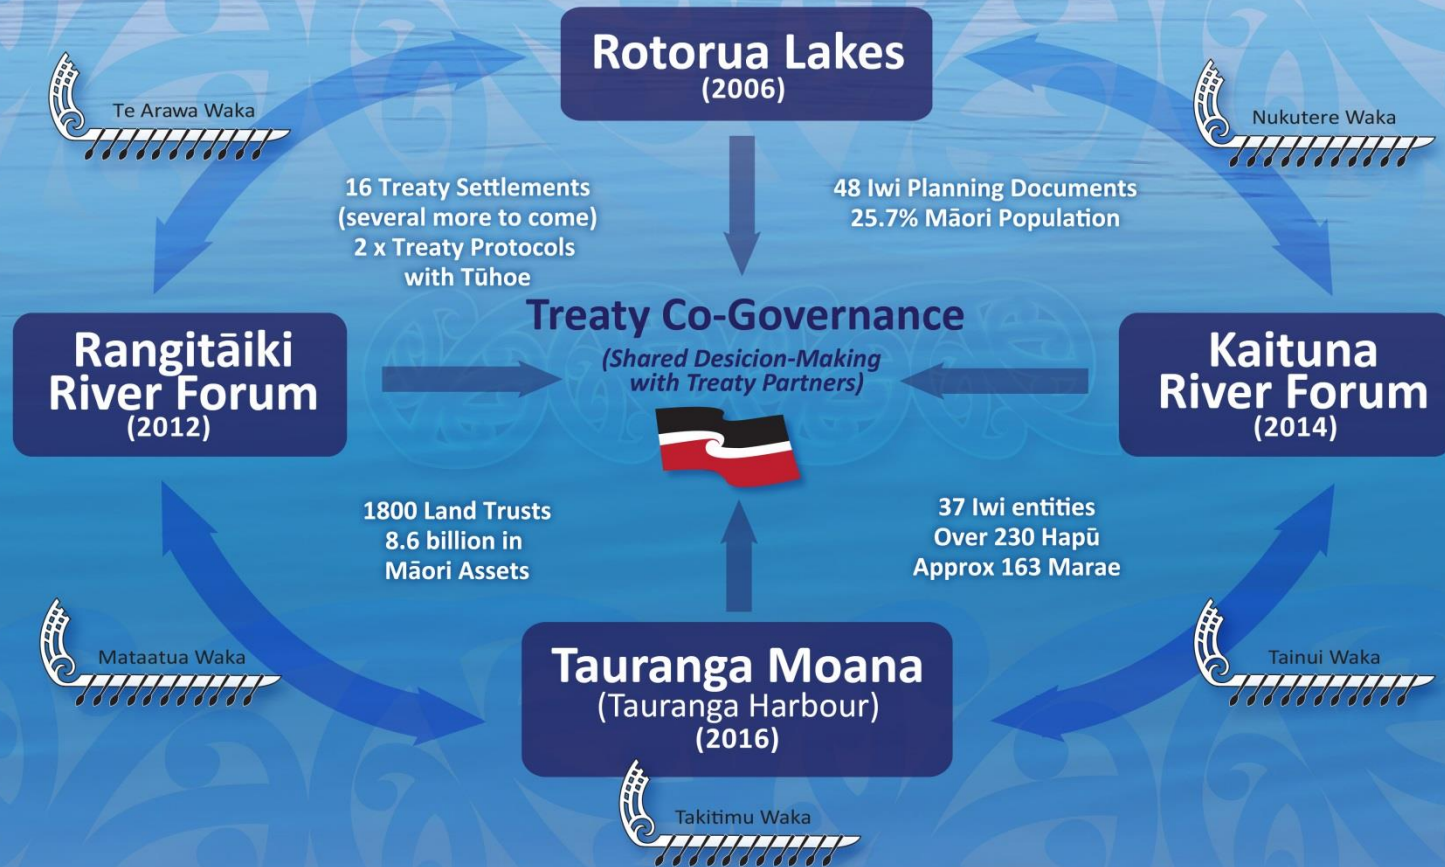 Rotorua Lakes
(2006)
Te Arawa Waka
Nukutere Waka
16 Treaty Settlements
(several more to come)
2 x Treaty Protocols
with Tūhoe
48 Iwi Planning Documents
25.7% Māori Population
Treaty Co-Governance
(Shared Desicion-Making
with Treaty Partners)
Rangitāiki
River Forum
(2012)
Kaituna
River Forum
(2014)
1800 Land Trusts
8.6 billion in
Māori Assets
37 Iwi entities
Over 230 Hapū
Approx 163 Marae
Mataatua Waka
Tainui Waka
Tauranga Moana
(Tauranga Harbour)
(2016)
Takitimu Waka